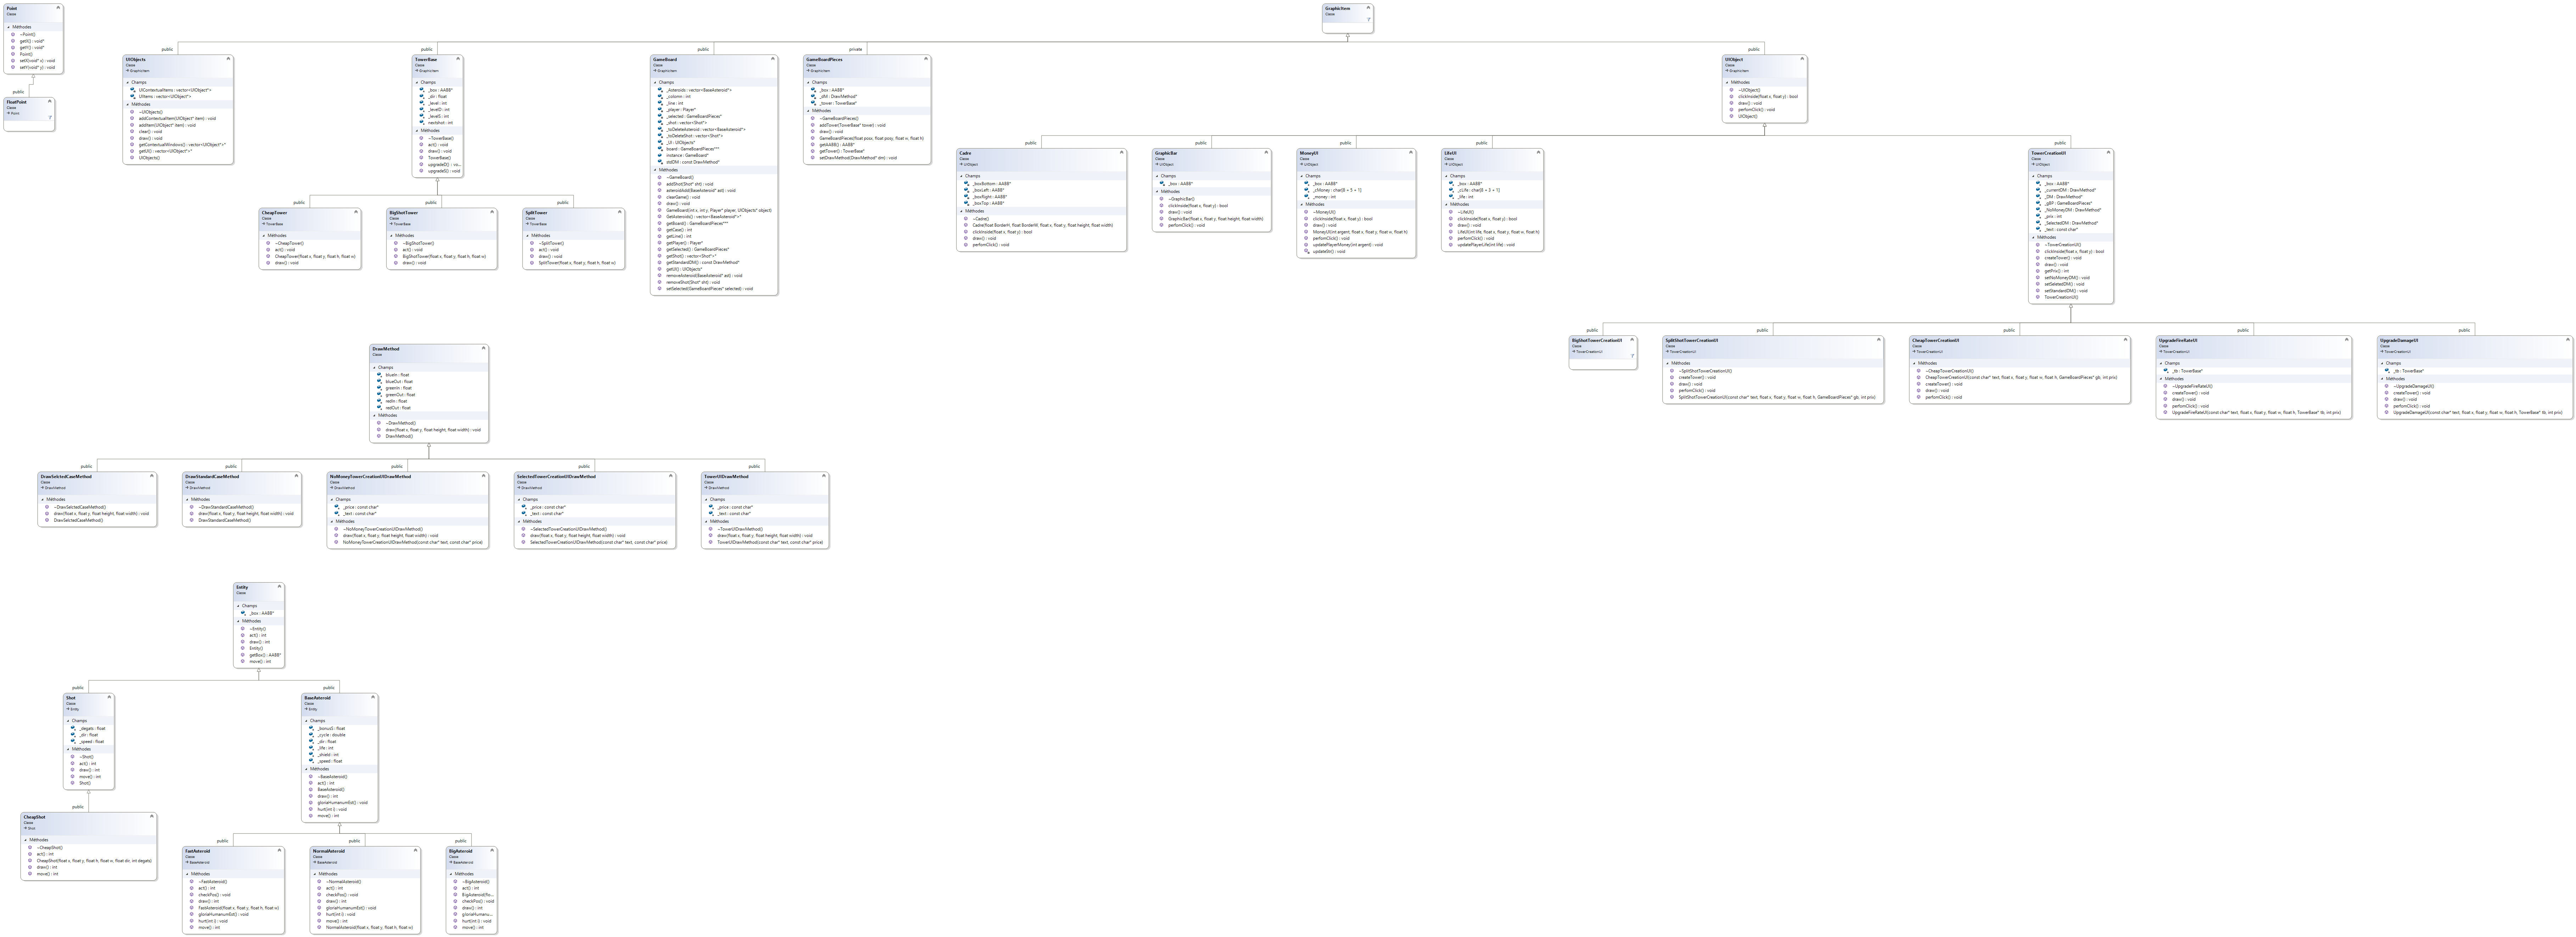 Point
Classe
Méthodes
~Point()
getX() : void*
getY() : void*
Point()
setX(void* x) : void
setY(void* y) : void
public
FloatPoint
Classe
Point
GraphicItem
Classe
public
UIObjects
Classe
GraphicItem
Champs
UIContextualItems : vector<UIObject*>
UIItems : vector<UIObject*>
Méthodes
~UIObjects()
addContextualItem(UIObject* item) : void
addItem(UIObject* item) : void
clear() : void
draw() : void
getContextualWindows() : vector<UIObject*>*
getUI() : vector<UIObject*>*
UIObjects()
public
TowerBase
Classe
GraphicItem
Champs
_box : AABB*
_dir : float
_level : int
_levelD : int
_levelS : int
nextshot : int
Méthodes
~TowerBase()
act() : void
draw() : void
TowerBase()
upgradeD() : vo...
upgradeS() : vo...
public
CheapTower
Classe
TowerBase
Méthodes
~CheapTower()
act() : void
CheapTower(float x, float y, float h, float w)
draw() : void
public
BigShotTower
Classe
TowerBase
Méthodes
~BigShotTower()
act() : void
BigShotTower(float x, float y, float h, float w)
draw() : void
public
SplitTower
Classe
TowerBase
Méthodes
~SplitTower()
act() : void
draw() : void
SplitTower(float x, float y, float h, float w)
public
GameBoard
Classe
GraphicItem
Champs
_Asteroids : vector<BaseAsteroid*>
_column : int
_line : int
_player : Player*
_selected : GameBoardPieces*
_shot : vector<Shot*>
_toDeleteAsteroid : vector<BaseAsteroid*>
_toDeleteShot : vector<Shot*>
_UI : UIObjects*
board : GameBoardPieces***
instance : GameBoard*
stdDM : const DrawMethod*
Méthodes
~GameBoard()
addShot(Shot* sht) : void
asteroidAdd(BaseAsteroid* ad) : void
clearGame() : void
draw() : void
GameBoard(int x, int y, Player* player, UIObjects* object)
GetAsteroids() : vector<BaseAsteroid*>*
getBoard() : GameBoardPieces***
getCase() : int
getLine() : int
getPlayer() : Player*
getSelected() : GameBoardPieces*
getShot() : vector<Shot*>*
getStandardDM() : const DrawMethod*
getUI() : UIObjects*
removeAsteroid(BaseAsteroid* ad) : void
removeShot(Shot* sht) : void
setSelected(GameBoardPieces* selected) : void
private
GameBoardPieces
Classe
GraphicItem
Champs
_box : AABB*
_dM : DrawMethod*
_tower : TowerBase*
Méthodes
~GameBoardPieces()
addTower(TowerBase* tower) : void
draw() : void
GameBoardPieces(float posx, float posy, float w, float h)
getAABB() : AABB*
getTower() : TowerBase*
setDrawMethod(DrawMethod* dm) : void
public
UIObject
Classe
GraphicItem
Méthodes
~UIObject()
clickInside(float x, float y) : bool
draw() : void
perfomClick() : void
UIObject()
public
Cadre
Classe
UIObject
Champs
_boxBottom : AABB*
_boxLeft : AABB*
_boxRight : AABB*
_boxTop : AABB*
Méthodes
~Cadre()
Cadre(float BorderH, float BorderW, float x, float y, float height, float width)
clickInside(float x, float y) : bool
draw() : void
perfomClick() : void
public
GraphicBar
Classe
UIObject
Champs
_box : AABB*
Méthodes
~GraphicBar()
clickInside(float x, float y) : bool
draw() : void
GraphicBar(float x, float y, float height, float width)
perfomClick() : void
public
MoneyUI
Classe
UIObject
Champs
_box : AABB*
_cMoney : char[8 + 3 + 1]
_money : int
Méthodes
~MoneyUI()
clickInside(float x, float y) : bool
draw() : void
MoneyUI(int argent, float x, float y, float w, float h)
perfomClick() : void
updatePlayerMoney(int argent) : void
updateStr() : void
public
LifeUI
Classe
UIObject
Champs
_box : AABB*
_cLife : char[8 + 3 + 1]
_life : int
Méthodes
~LifeUI()
clickInside(float x, float y) : bool
draw() : void
LifeUI(int life, float x, float y, float w, float h)
perfomClick() : void
updatePlayerLife(int life) : void
public
TowerCreationUI
Classe
UIObject
Champs
_box : AABB*
_currentDM : DrawMethod*
_DM : DrawMethod*
_gBP : GameBoardPieces*
_NoMoneyDM : DrawMethod*
_prix : int
_SelectedDM : DrawMethod*
_text : const char*
Méthodes
~TowerCreationUI()
clickInside(float x, float y) : bool
createTower() : void
draw() : void
getPrix() : int
setNoMoneyDM() : void
setSeletedDM() : void
setStandardDM() : void
TowerCreationUI()
public
BigShotTowerCreationUI
Classe
TowerCreationUI
public
SplitShotTowerCreationUI
Classe
TowerCreationUI
Méthodes
~SplitShotTowerCreationUI()
createTower() : void
draw() : void
perfomClick() : void
SplitShotTowerCreationUI(const char* text, float x, float y, float w, float h, GameBoardPieces* gb, int prix)
public
CheapTowerCreationUI
Classe
TowerCreationUI
Méthodes
~CheapTowerCreationUI()
CheapTowerCreationUI(const char* text, float x, float y, float w, float h, GameBoardPieces* gb, int prix)
createTower() : void
draw() : void
perfomClick() : void
public
UpgradeFireRateUI
Classe
TowerCreationUI
Champs
_tb : TowerBase*
Méthodes
~UpgradeFireRateUI()
createTower() : void
draw() : void
perfomClick() : void
UpgradeFireRateUI(const char* text, float x, float y, float w, float h, TowerBase* tb, int prix)
public
UpgradeDamageUI
Classe
TowerCreationUI
Champs
_tb : TowerBase*
Méthodes
~UpgradeDamageUI()
createTower() : void
draw() : void
perfomClick() : void
UpgradeDamageUI(const char* text, float x, float y, float w, float h, TowerBase* tb, int prix)
DrawMethod
Classe
Champs
blueIn : float
blueOut : float
greenIn : float
greenOut : float
redIn : float
redOut : float
Méthodes
~DrawMethod()
draw(float x, float y, float height, float width) : void
DrawMethod()
public
DrawSelctedCaseMethod
Classe
DrawMethod
Méthodes
~DrawSelctedCaseMethod()
draw(float x, float y, float height, float width) : void
DrawSelctedCaseMethod()
public
DrawStandardCaseMethod
Classe
DrawMethod
Méthodes
~DrawStandardCaseMethod()
draw(float x, float y, float height, float width) : void
DrawStandardCaseMethod()
public
NoMoneyTowerCreationUIDrawMethod
Classe
DrawMethod
Champs
_price : const char*
_text : const char*
Méthodes
~NoMoneyTowerCreationUIDrawMethod()
draw(float x, float y, float height, float width) : void
NoMoneyTowerCreationUIDrawMethod(const char* text, const char* price)
public
SelectedTowerCreationUIDrawMethod
Classe
DrawMethod
Champs
_price : const char*
_text : const char*
Méthodes
~SelectedTowerCreationUIDrawMethod()
draw(float x, float y, float height, float width) : void
SelectedTowerCreationUIDrawMethod(const char* text, const char* price)
public
TowerUIDrawMethod
Classe
DrawMethod
Champs
_price : const char*
_text : const char*
Méthodes
~TowerUIDrawMethod()
draw(float x, float y, float height, float width) : void
TowerUIDrawMethod(const char* text, const char* price)
Entity
Classe
Champs
_box : AABB*
Méthodes
~Entity()
act() : int
draw() : int
Entity()
getBox() : AABB*
move() : int
public
Shot
Classe
Entity
Champs
_degats : float
_dir : float
_speed : float
Méthodes
~Shot()
act() : int
draw() : int
move() : int
Shot()
public
CheapShot
Classe
Shot
Méthodes
~CheapShot()
act() : int
CheapShot(float x, float y, float h, float w, float dir, int degats)
draw() : int
move() : int
public
BaseAsteroid
Classe
Entity
Champs
_bonusS : float
_cycle : double
_dir : float
_life : int
_shield : int
_speed : float
Méthodes
~BaseAsteroid()
act() : int
BaseAsteroid()
draw() : int
gloriaHumanumEst() : void
hurt(int i) : void
move() : int
public
FastAsteroid
Classe
BaseAsteroid
Méthodes
~FastAsteroid()
act() : int
checkPos() : void
draw() : int
FastAsteroid(float x, float y, float h, float w)
gloriaHumanumEst() : void
hurt(int i) : void
move() : int
public
NormalAsteroid
Classe
BaseAsteroid
Méthodes
~NormalAsteroid()
act() : int
checkPos() : void
draw() : int
gloriaHumanumEst() : void
hurt(int i) : void
move() : int
NormalAsteroid(float x, float y, float h, float w)
public
BigAsteroid
Classe
BaseAsteroid
Méthodes
~BigAsteroid()
act() : int
BigAsteroid(flo...
checkPos() : void
draw() : int
gloriaHumanu...
hurt(int i) : void
move() : int